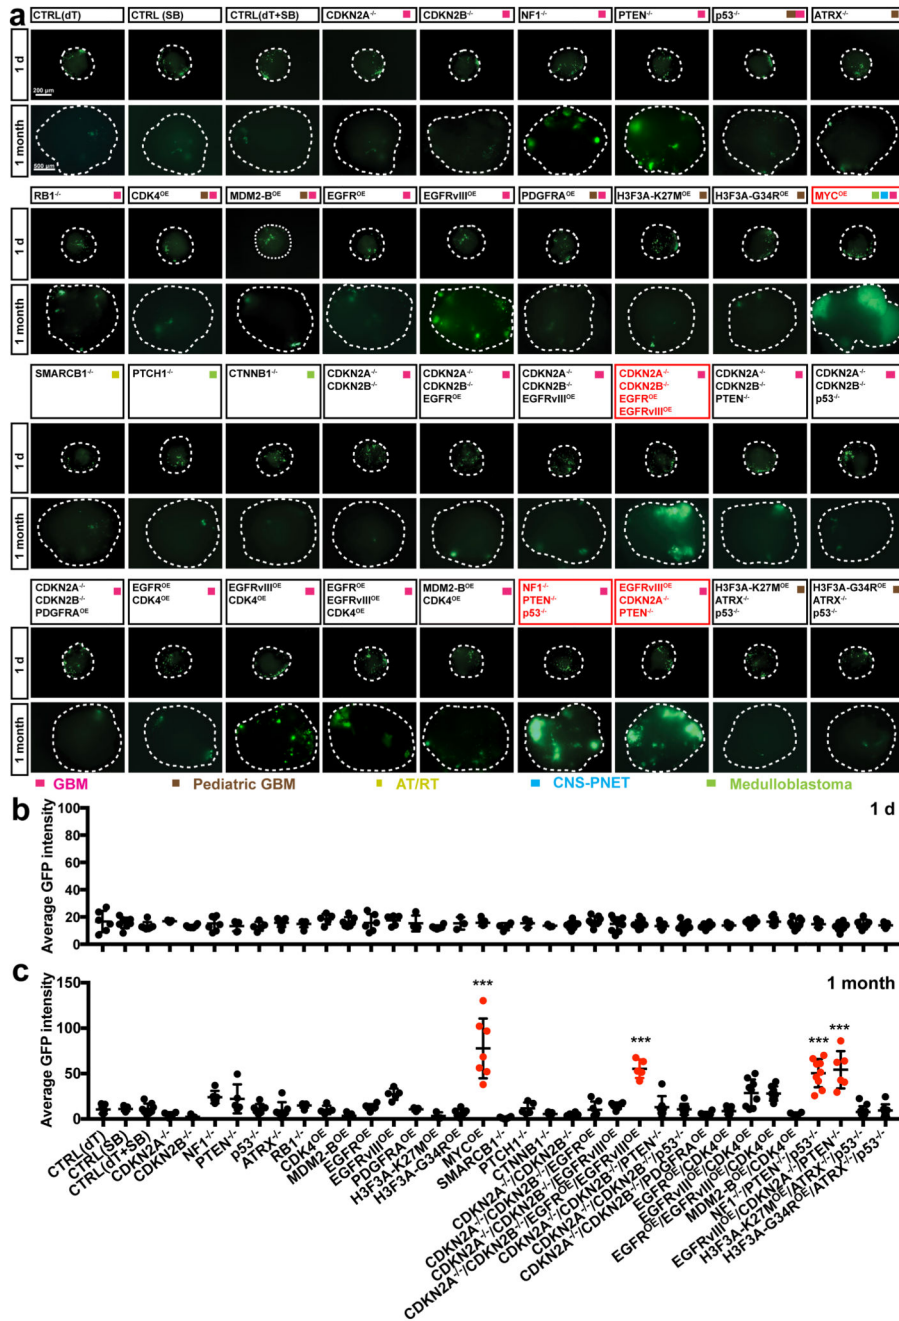 a
CTRL(dT) CTRL (SB) CTRL(dT+SB) CDKN2A-/- CDKN2B-/- NF1-/- PTEN-/- p53-/- ATRX-/-
1 d
200 μm
1 month
500 μm
RB1-/- CDK4OE MDM2-BOE EGFROE EGFRvIIIOE PDGFRAOE H3F3A-K27MOE H3F3A-G34ROE MYCOE
1 d
1 month
SMARCB1-/- PTCH1-/- CTNNB1-/- CDKN2A-/- CDKN2A-/- CDKN2A-/- CDKN2A-/- CDKN2A-/- CDKN2A-/-
CDKN2B-/- CDKN2B-/- CDKN2B-/- CDKN2B-/- CDKN2B-/- CDKN2B-/-
EGFROE EGFRvIIIOE EGFROE PTEN-/- p53-/-
EGFRvIIIOE
1 d
1 month
CDKN2A-/- EGFROE EGFRvIIIOE EGFROE MDM2-BOE NF1-/- EGFRvIIIOE H3F3A-K27MOE H3F3A-G34ROE
CDKN2B-/- CDK4OE CDK4OE EGFRvIIIOE CDK4OE PTEN-/- CDKN2A-/- ATRX-/- ATRX-/-
PDGFRAOE CDK4OE p53-/- PTEN-/- p53-/- p53-/-
1 d
1 month
GBM Pediatric GBM AT/RT CNS-PNET Medulloblastoma
b
1 d
Average GFP intensity
100
80
60
40
20
0
c
1 month
Average GFP intensity
150
100
50
0
*** *** *** ***
CTRL(dT)
CTRL(SB)
CTRL(dT+SB)
CDKN2A-/-
CDKN2B-/-
NF1-/-
PTEN-/-
p53-/-
ATRX-/-
RB1-/-
CDK4OE
MDM2-BOE
EGFROE
EGFRvIIIOE
PDGFRAOE
H3F3A-K27MOE
H3F3A-G34ROE
MYCOE
SMARCB1-/-
PTCH1-/-
CTNNB1-/-
CDKN2A-/-/CDKN2B-/-
CDKN2A-/-/CDKN2B-/-/EGFROE
CDKN2A-/-/CDKN2B-/-/EGFRvIIIOE
CDKN2A-/-/CDKN2B-/-/EGFROE/EGFRvIIIOE
CDKN2A-/-/CDKN2B-/-/PTEN-/-
CDKN2A-/-/CDKN2B-/-/p53-/-
CDKN2A-/-/CDKN2B-/-/PDGFRAOE
EGFROE/CDK4OE
EGFRvIIIOE/CDK4OE
EGFROE/EGFRvIIIOE/CDK4OE
MDM2-BOE/CDK4OE
NF1-/-/PTEN-/-/p53-/-
EGFRvIIIOE/CDKN2A-/-/PTEN-/-
H3F3A-K27MOE/ATRX-/-/p53-/-
H3F3A-G34ROE/ATRX-/-/p53-/-